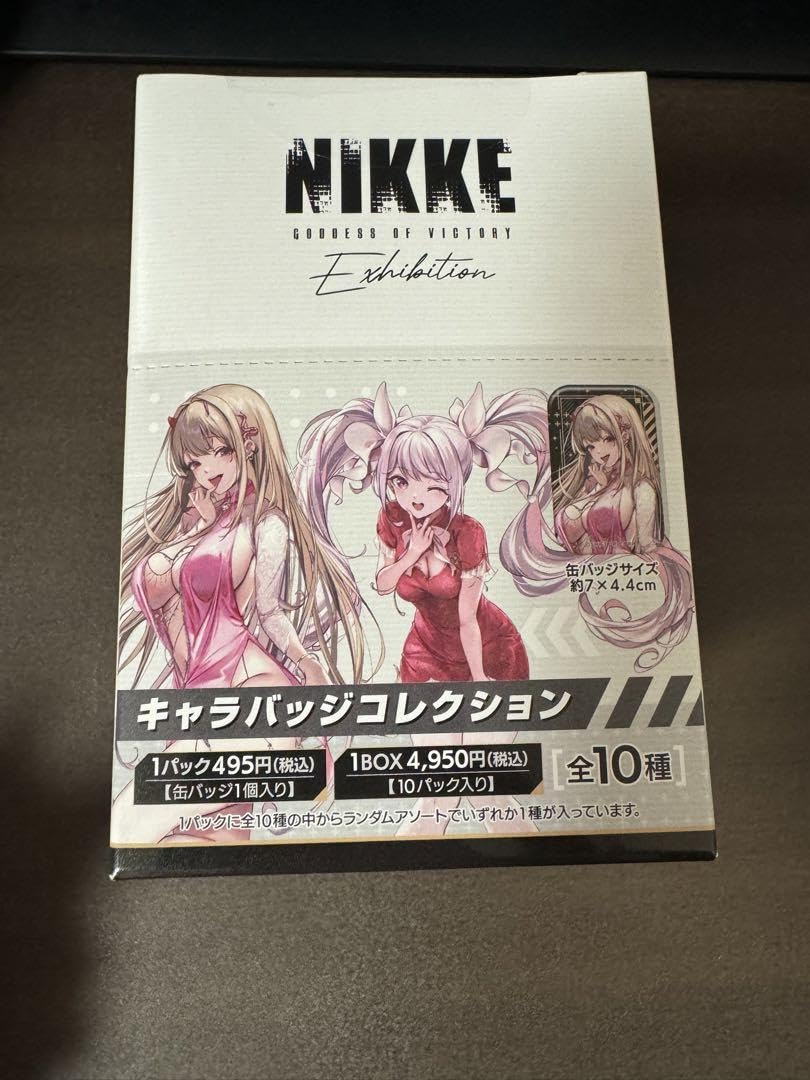 NIKKE
GODDESS OF VICTORY
Exhibition
缶バッジサイズ
約7×4.4cm
キャラバッジコレクション
1パック495円(税込)
【缶バッジ1個入り】
1BOX 4,950円(税込)
【10パック入り】
[全10種]
1パックに全10種の中からランダムアソートでいずれか1種が入っています。